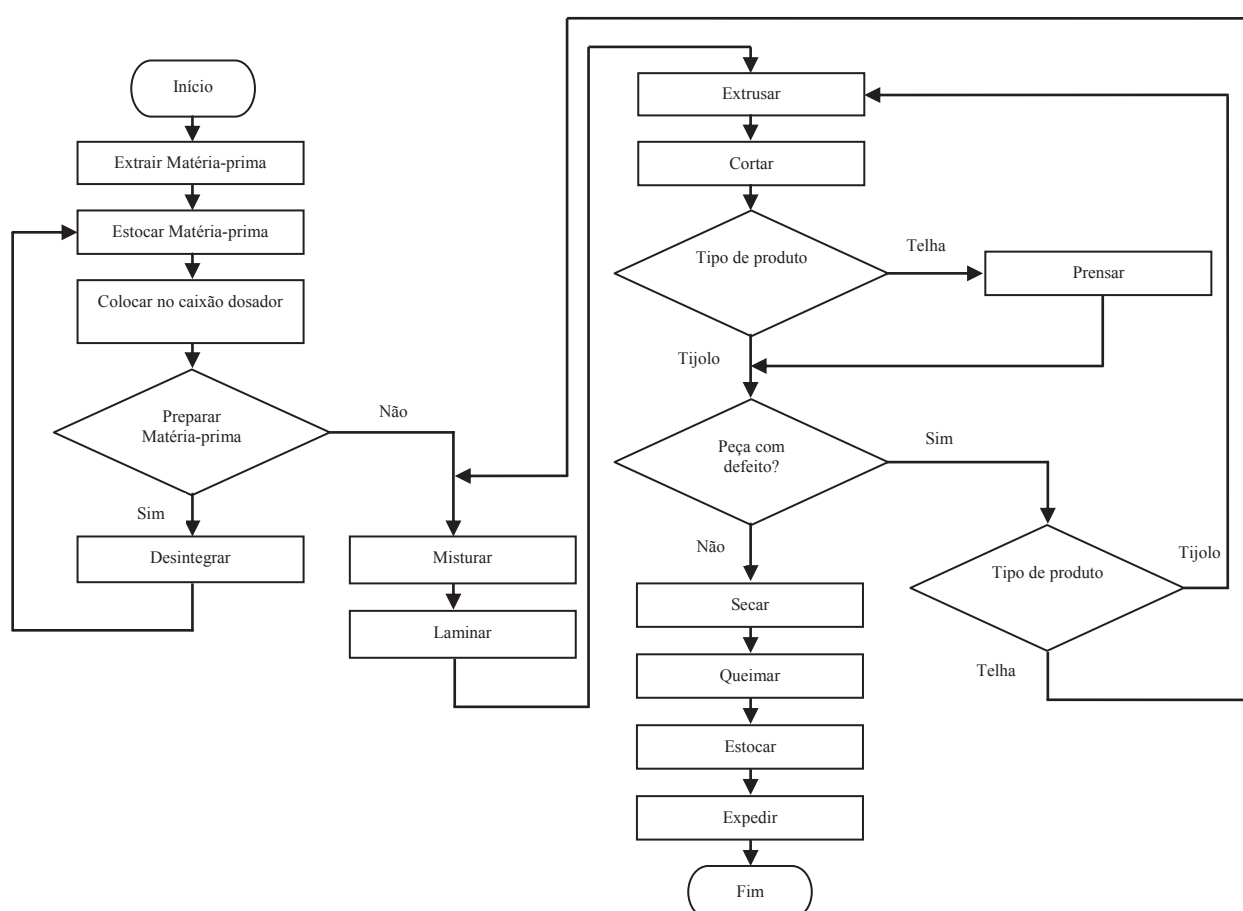 Início
Extrair Matéria-prima
Estocar Matéria-prima
Colocar no caixão dosador
Preparar
Matéria-prima
Não
Sim
Desintegrar
Misturar
Laminar
Extrusar
Cortar
Tipo de produto
Telha
Prensar
Tijolo
Peça com
defeito?
Sim
Não
Tipo de produto
Tijolo
Telha
Secar
Queimar
Estocar
Expedir
Fim